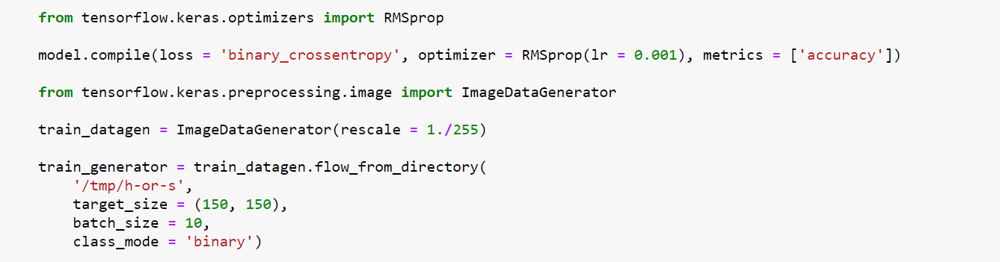 from tensorflow.keras.optimizers import RMSprop
model.compile(loss = 'binary_crossentropy', optimizer = RMSprop(lr = 0.001), metrics = ['accuracy'])
from tensorflow.keras.preprocessing.image import ImageDataGenerator
train_datagen = ImageDataGenerator(rescale = 1./255)
train_generator = train_datagen.flow_from_directory(
    '/tmp/h-or-s',
    target_size = (150, 150),
    batch_size = 10,
    class_mode = 'binary')